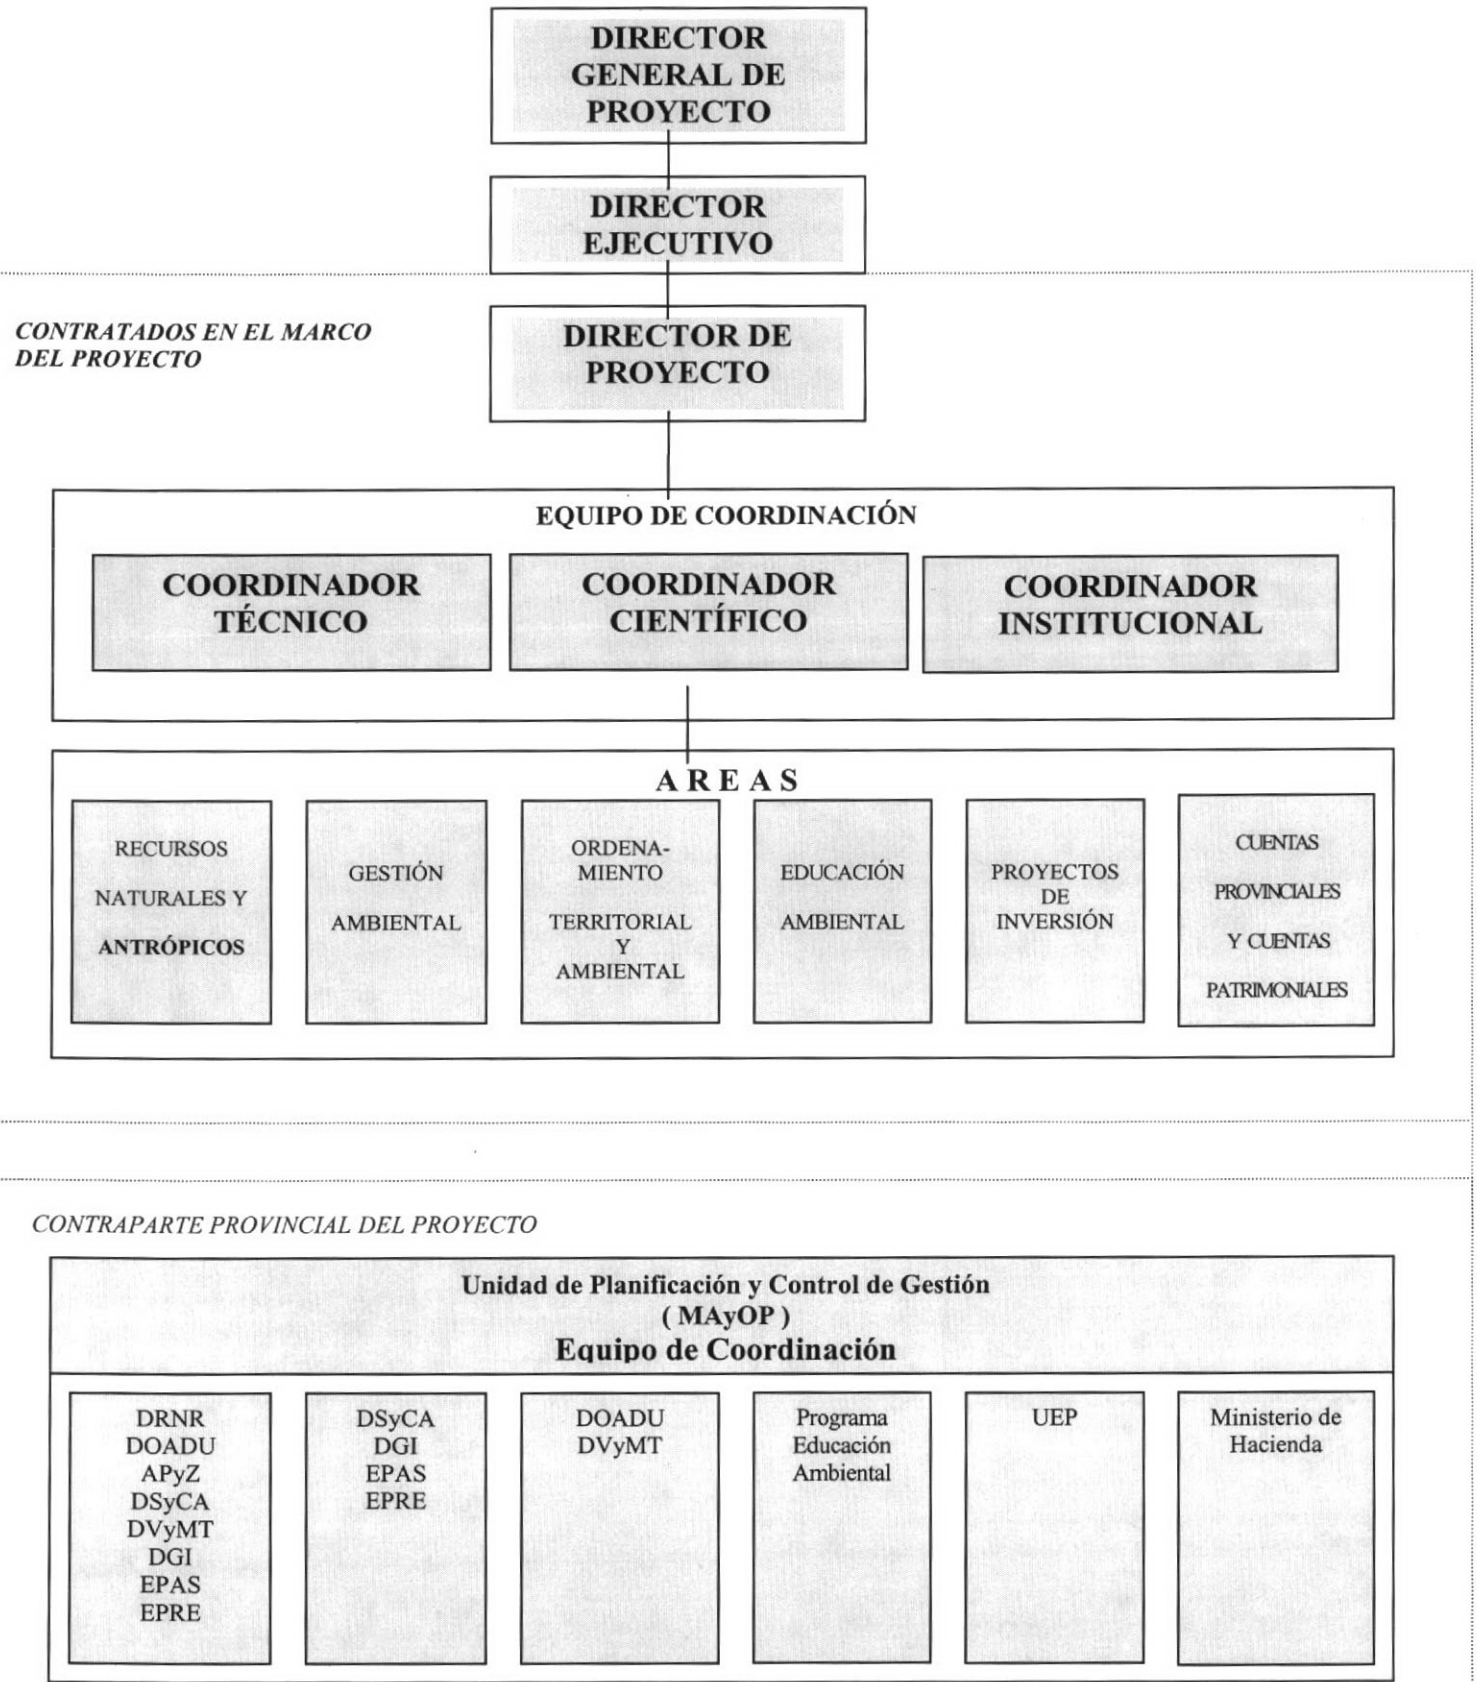 DIRECTOR
GENERAL DE
PROYECTO
DIRECTOR
EJECUTIVO
CONTRATADOS EN EL MARCO
DEL PROYECTO
DIRECTOR DE
PROYECTO
EQUIPO DE COORDINACIÓN
COORDINADOR
TÉCNICO
COORDINADOR
CIENTÍFICO
COORDINADOR
INSTITUCIONAL
A R E A S
RECURSOS
NATURALES Y
ANTRÓPICOS
GESTIÓN
AMBIENTAL
ORDENA-
MIENTO
TERRITORIAL
Y
AMBIENTAL
EDUCACIÓN
AMBIENTAL
PROYECTOS
DE
INVERSIÓN
CUENTAS
PROVINCIALES
Y CUENTAS
PATRIMONIALES
CONTRAPARTE PROVINCIAL DEL PROYECTO
Unidad de Planificación y Control de Gestión
( MAyOP )
Equipo de Coordinación
DRNR
DOADU
APyZ
DSyCA
DVyMT
DGI
EPAS
EPRE
DSyCA
DGI
EPAS
EPRE
DOADU
DVyMT
Programa
Educación
Ambiental
UEP
Ministerio de
Hacienda